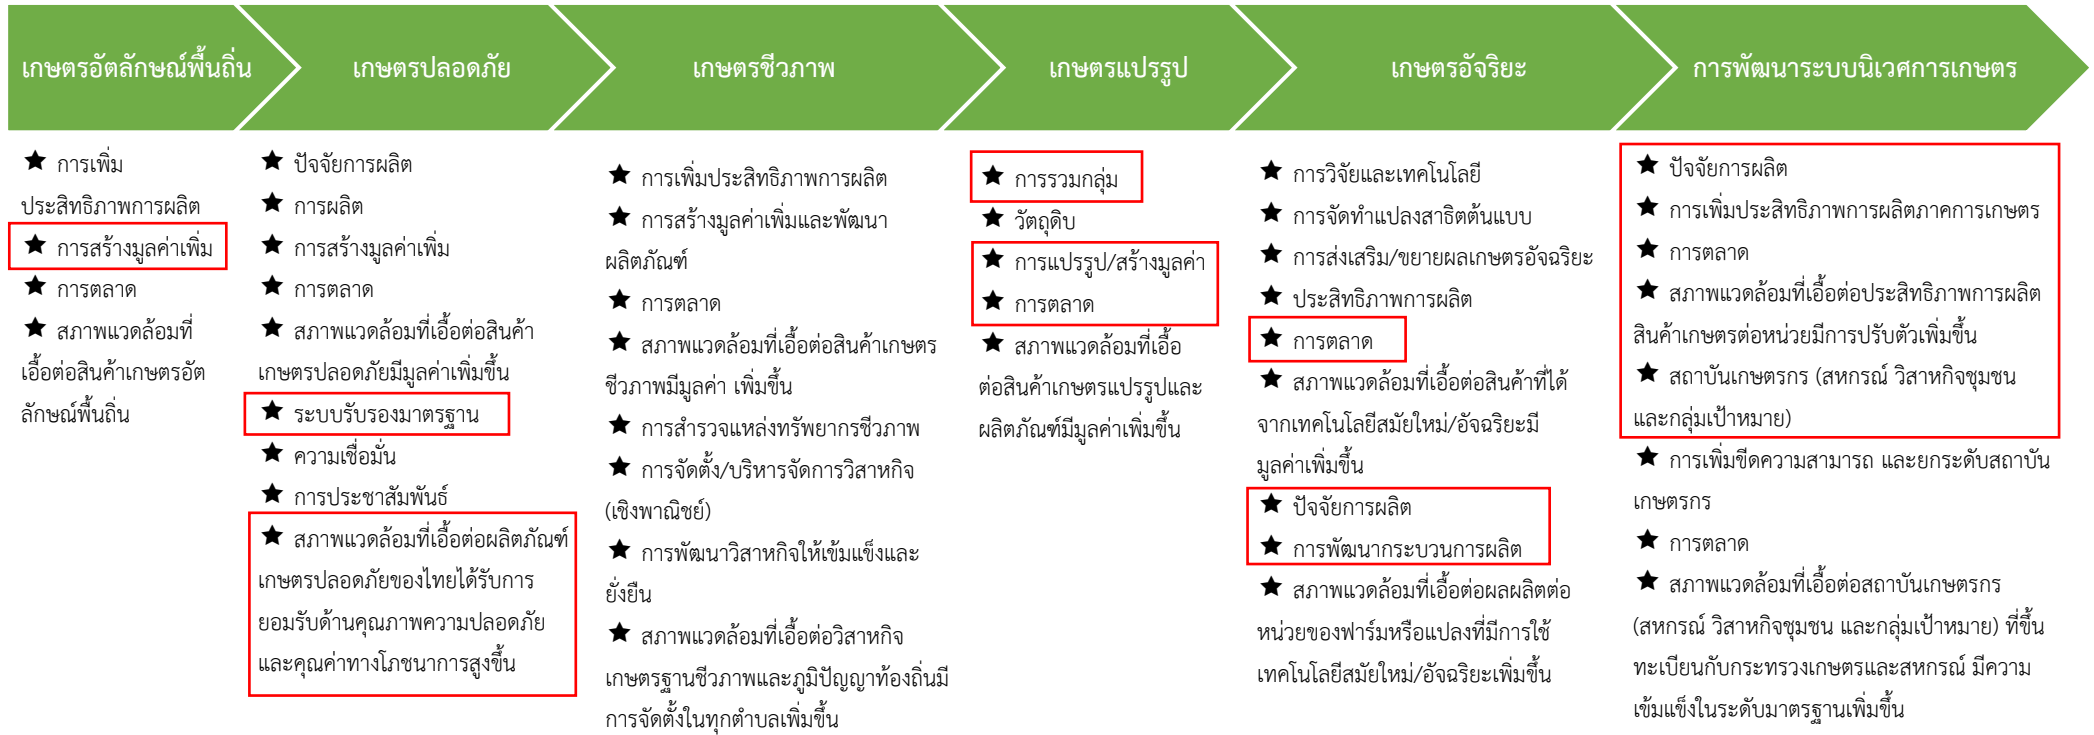 เกษตรอัตลักษณ์พื้นถิ่น
เกษตรปลอดภัย
เกษตรชีวภาพ
เกษตรแปรรูป
เกษตรอัจริยะ
การพัฒนาระบบนิเวศการเกษตร
★ การเพิ่ม
ประสิทธิภาพการผลิต
★ การสร้างมูลค่าเพิ่ม
★ การตลาด
★ สภาพแวดล้อมที่
เอื้อต่อสินค้าเกษตรอัต
ลักษณ์พื้นถิ่น
★ ปัจจัยการผลิต
★ การผลิต
★ การสร้างมูลค่าเพิ่ม
★ การตลาด
★ สภาพแวดล้อมที่เอื้อต่อสินค้า
เกษตรปลอดภัยมีมูลค่าเพิ่มขึ้น
★ ระบบรับรองมาตรฐาน
★ ความเชื่อมั่น
★ การประชาสัมพันธ์
★ สภาพแวดล้อมที่เอื้อต่อผลิตภัณฑ์
เกษตรปลอดภัยของไทยได้รับการ
ยอมรับด้านคุณภาพความปลอดภัย
และคุณค่าทางโภชนาการสูงขึ้น
★ การเพิ่มประสิทธิภาพการผลิต
★ การสร้างมูลค่าเพิ่มและพัฒนา
ผลิตภัณฑ์
★ การตลาด
★ สภาพแวดล้อมที่เอื้อต่อสินค้าเกษตร
ชีวภาพมีมูลค่า เพิ่มขึ้น
★ การสำรวจแหล่งทรัพยากรชีวภาพ
★ การจัดตั้ง/บริหารจัดการวิสาหกิจ
(เชิงพาณิชย์)
★ การพัฒนาวิสาหกิจให้เข้มแข็งและ
ยั่งยืน
★ สภาพแวดล้อมที่เอื้อต่อวิสาหกิจ
เกษตรฐานชีวภาพและภูมิปัญญาท้องถิ่นมี
การจัดตั้งในทุกตำบลเพิ่มขึ้น
★ การรวมกลุ่ม
★ วัตถุดิบ
★ การแปรรูป/สร้างมูลค่า
★ การตลาด
★ สภาพแวดล้อมที่เอื้อ
ต่อสินค้าเกษตรแปรรูปและ
ผลิตภัณฑ์มีมูลค่าเพิ่มขึ้น
★ การวิจัยและเทคโนโลยี
★ การจัดทำแปลงสาธิตต้นแบบ
★ การส่งเสริม/ขยายผลเกษตรอัจฉริยะ
★ ประสิทธิภาพการผลิต
★ การตลาด
★ สภาพแวดล้อมที่เอื้อต่อสินค้าที่ได้
จากเทคโนโลยีสมัยใหม่/อัจริยะมี
มูลค่าเพิ่มขึ้น
★ ปัจจัยการผลิต
★ การพัฒนากระบวนการผลิต
★ สภาพแวดล้อมที่เอื้อต่อผลผลิตต่อ
หน่วยของฟาร์มหรือแปลงที่มีการใช้
เทคโนโลยีสมัยใหม่/อัจริยะเพิ่มขึ้น
★ ปัจจัยการผลิต
★ การเพิ่มประสิทธิภาพการผลิตภาคการเกษตร
★ การตลาด
★ สภาพแวดล้อมที่เอื้อต่อประสิทธิภาพการผลิต
สินค้าเกษตรต่อหน่วยมีการปรับตัวเพิ่มขึ้น
★ สถาบันเกษตรกร (สหกรณ์ วิสาหกิจชุมชน
และกลุ่มเป้าหมาย)
★ การเพิ่มขีดความสามารถ และยกระดับสถาบัน
เกษตรกร
★ การตลาด
★ สภาพแวดล้อมที่เอื้อต่อสถาบันเกษตรกร
(สหกรณ์ วิสาหกิจชุมชน และกลุ่มเป้าหมาย) ที่ขึ้น
ทะเบียนกับกระทรวงเกษตรและสหกรณ์ มีความ
เข้มแข็งในระดับมาตรฐานเพิ่มขึ้น